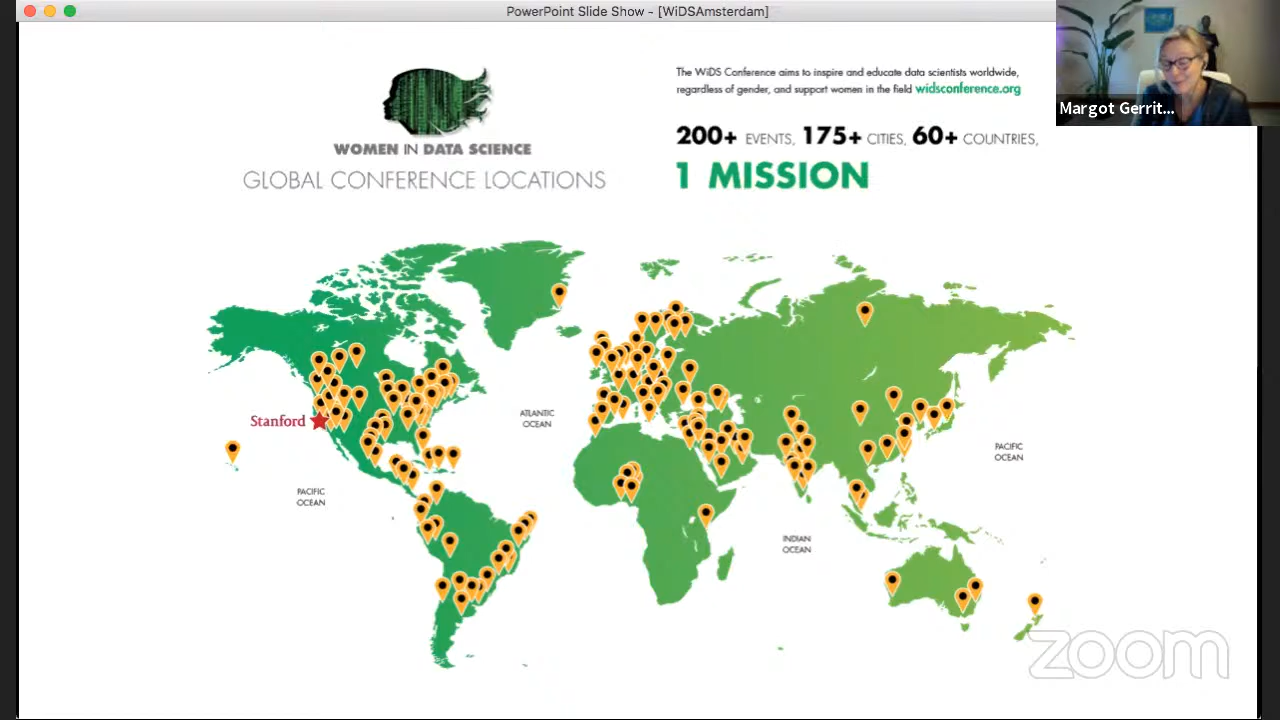 PowerPoint Slide Show - [WiDSAmsterdam]
Margot Gerrit...
WOMEN IN DATA SCIENCE
GLOBAL CONFERENCE LOCATIONS
The WiDS Conference aims to inspire and educate data scientists worldwide,
regardless of gender, and support women in the field widsconference.org
200+ EVENTS, 175+ CITIES, 60+ COUNTRIES,
1 MISSION
Stanford
ATLANTIC
OCEAN
PACIFIC
OCEAN
PACIFIC
OCEAN
INDIAN
OCEAN
zoom